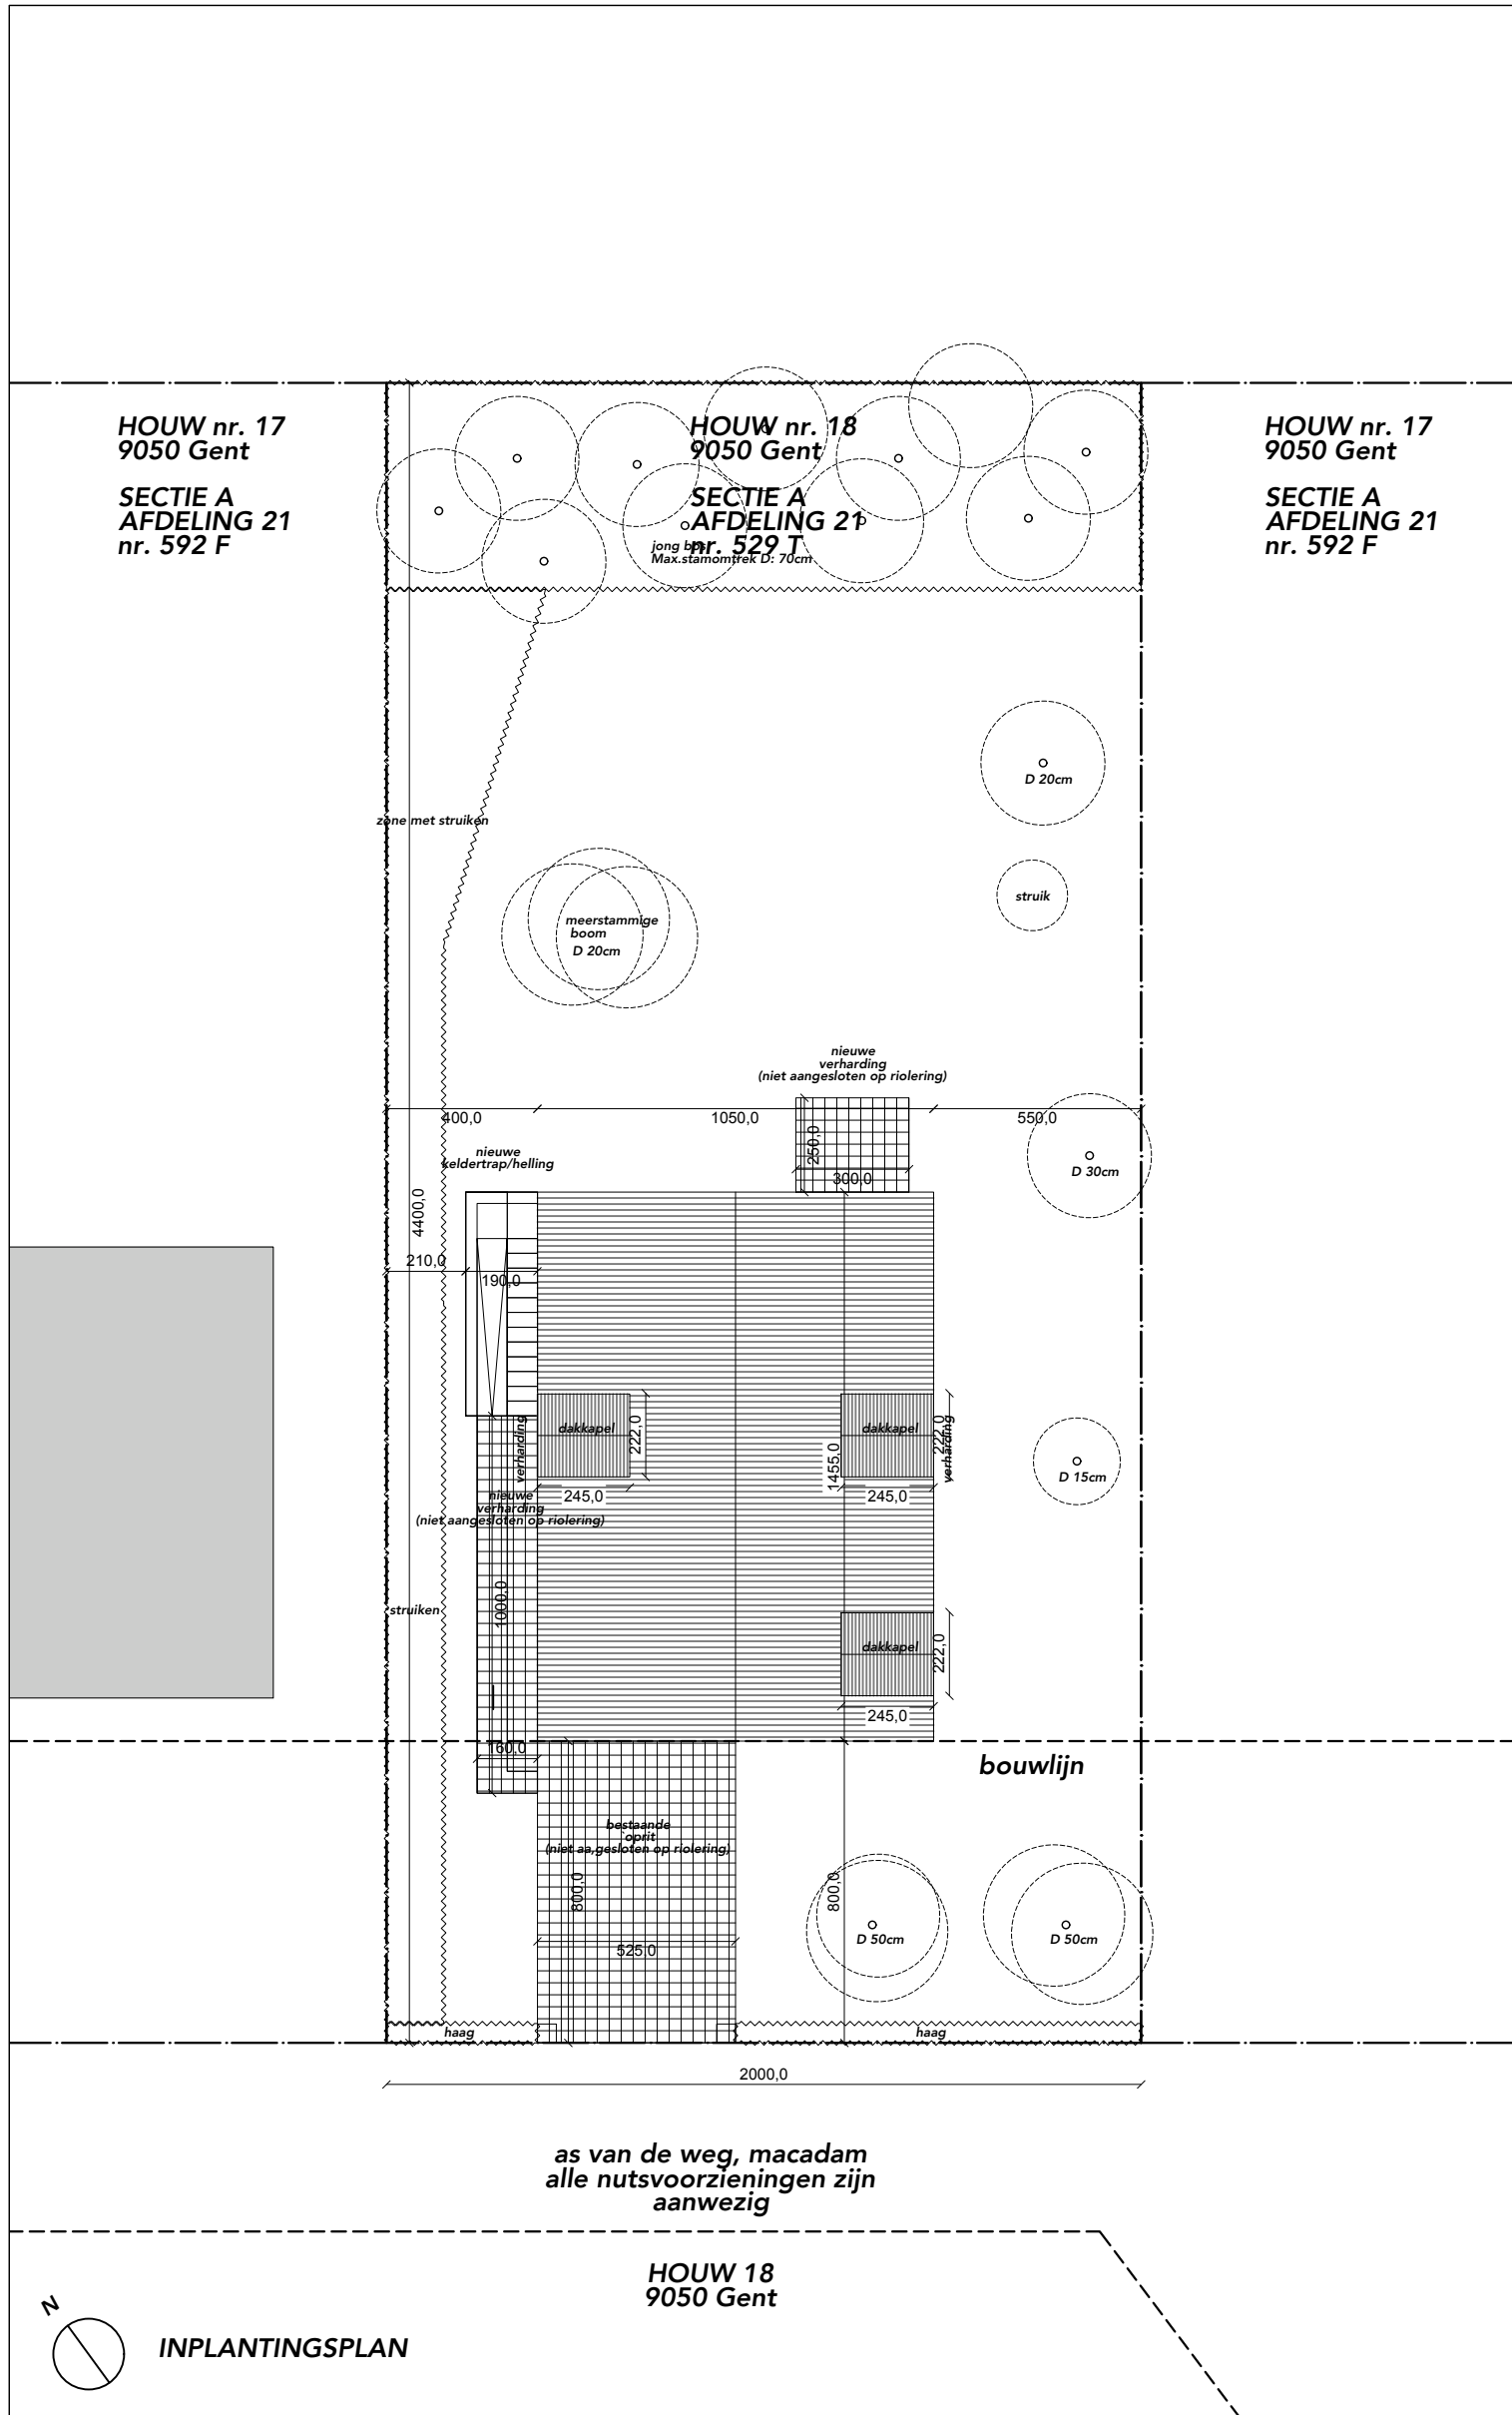 HOUW nr. 17
9050 Gent
SECTIE A
AFDELING 21
nr. 592 F
HOUW nr. 18
9050 Gent
SECTIE A
AFDELING 21
nr. 529 T
jong bos
Max.stamomtrek D: 70cm
HOUW nr. 17
9050 Gent
SECTIE A
AFDELING 21
nr. 592 F
D 20cm
zone met struiken
struik
meerstammige
boom
D 20cm
nieuwe
verharding
(niet aangesloten op riolering)
400,0
1050,0
550,0
250,0
300,0
nieuwe
keldertrap/helling
D 30cm
4400,0
210,0
190,0
dakkapel
222,0
245,0
verharding
dakkapel
222,0
verharding
245,0
1455,0
D 15cm
nieuwe
verharding
(niet aangesloten op riolering)
1000,0
struiken
dakkapel
222,0
245,0
160,0
bouwlijn
bestaande
oprit
(niet aa,gesloten op riolering)
800,0
800,0
525,0
D 50cm
D 50cm
haag
haag
2000,0
as van de weg, macadam
alle nutsvoorzieningen zijn
aanwezig
HOUW 18
9050 Gent
N
INPLANTINGSPLAN